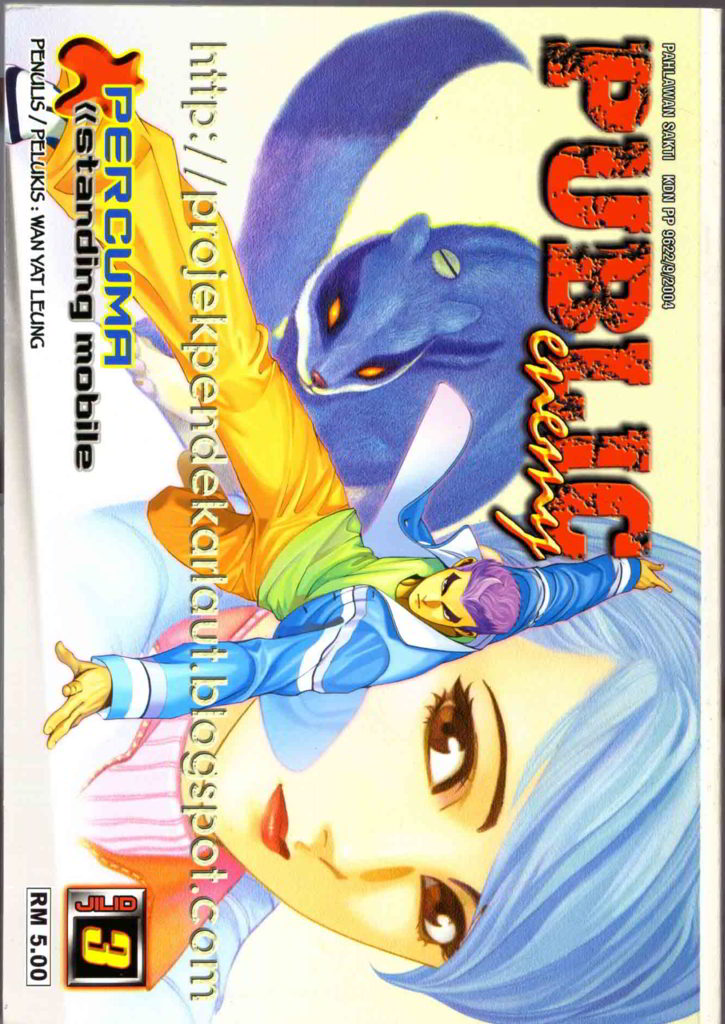 PAHLAWAN SAKTI KDN PP 9622/9/2004
PUBLIC
enemy
http://projekpendekarlaut.blogspot.com
PERCUMA
standing mobile
PENULIS / PELUKIS : WAN YAT LEUNG
JILID
3
RM 5.00